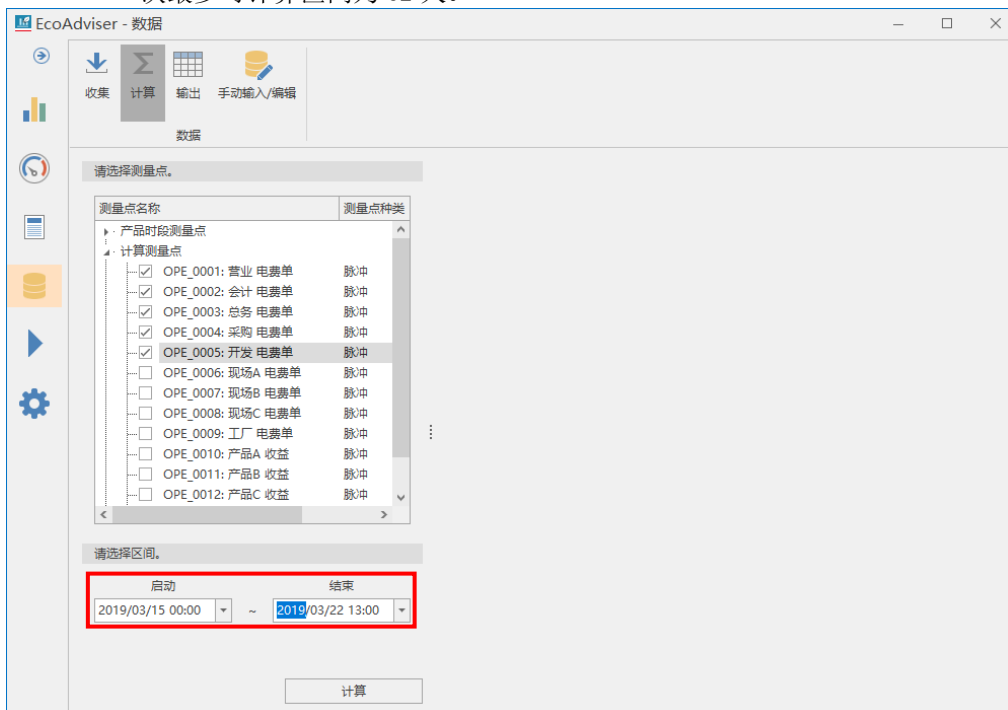 EcoAdviser - 数据
收集 计算 输出 手动输入/编辑
数据
请选择测量点。
测量点名称 测量点种类
产品时段测量点
计算测量点
OPE_0001: 营业 电费单 脉冲
OPE_0002: 会计 电费单 脉冲
OPE_0003: 总务 电费单 脉冲
OPE_0004: 采购 电费单 脉冲
OPE_0005: 开发 电费单 脉冲
OPE_0006: 现场A 电费单 脉冲
OPE_0007: 现场B 电费单 脉冲
OPE_0008: 现场C 电费单 脉冲
OPE_0009: 工厂 电费单 脉冲
OPE_0010: 产品A 收益 脉冲
OPE_0011: 产品B 收益 脉冲
OPE_0012: 产品C 收益 脉冲
请选择区间。
启动 结束
2019/03/15 00:00 ~ 2019/03/22 13:00
计算